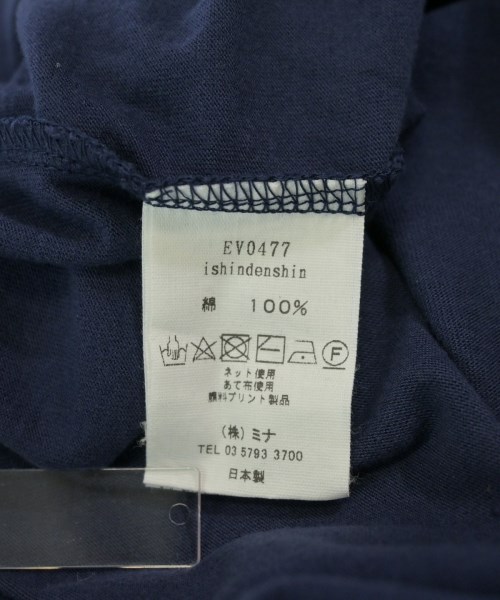 EV0477
ishindenshin
綿 100%
F
ネット使用
あて布使用
顔料プリント製品
(株)ミナ
TEL 03 5793 3700
日本製